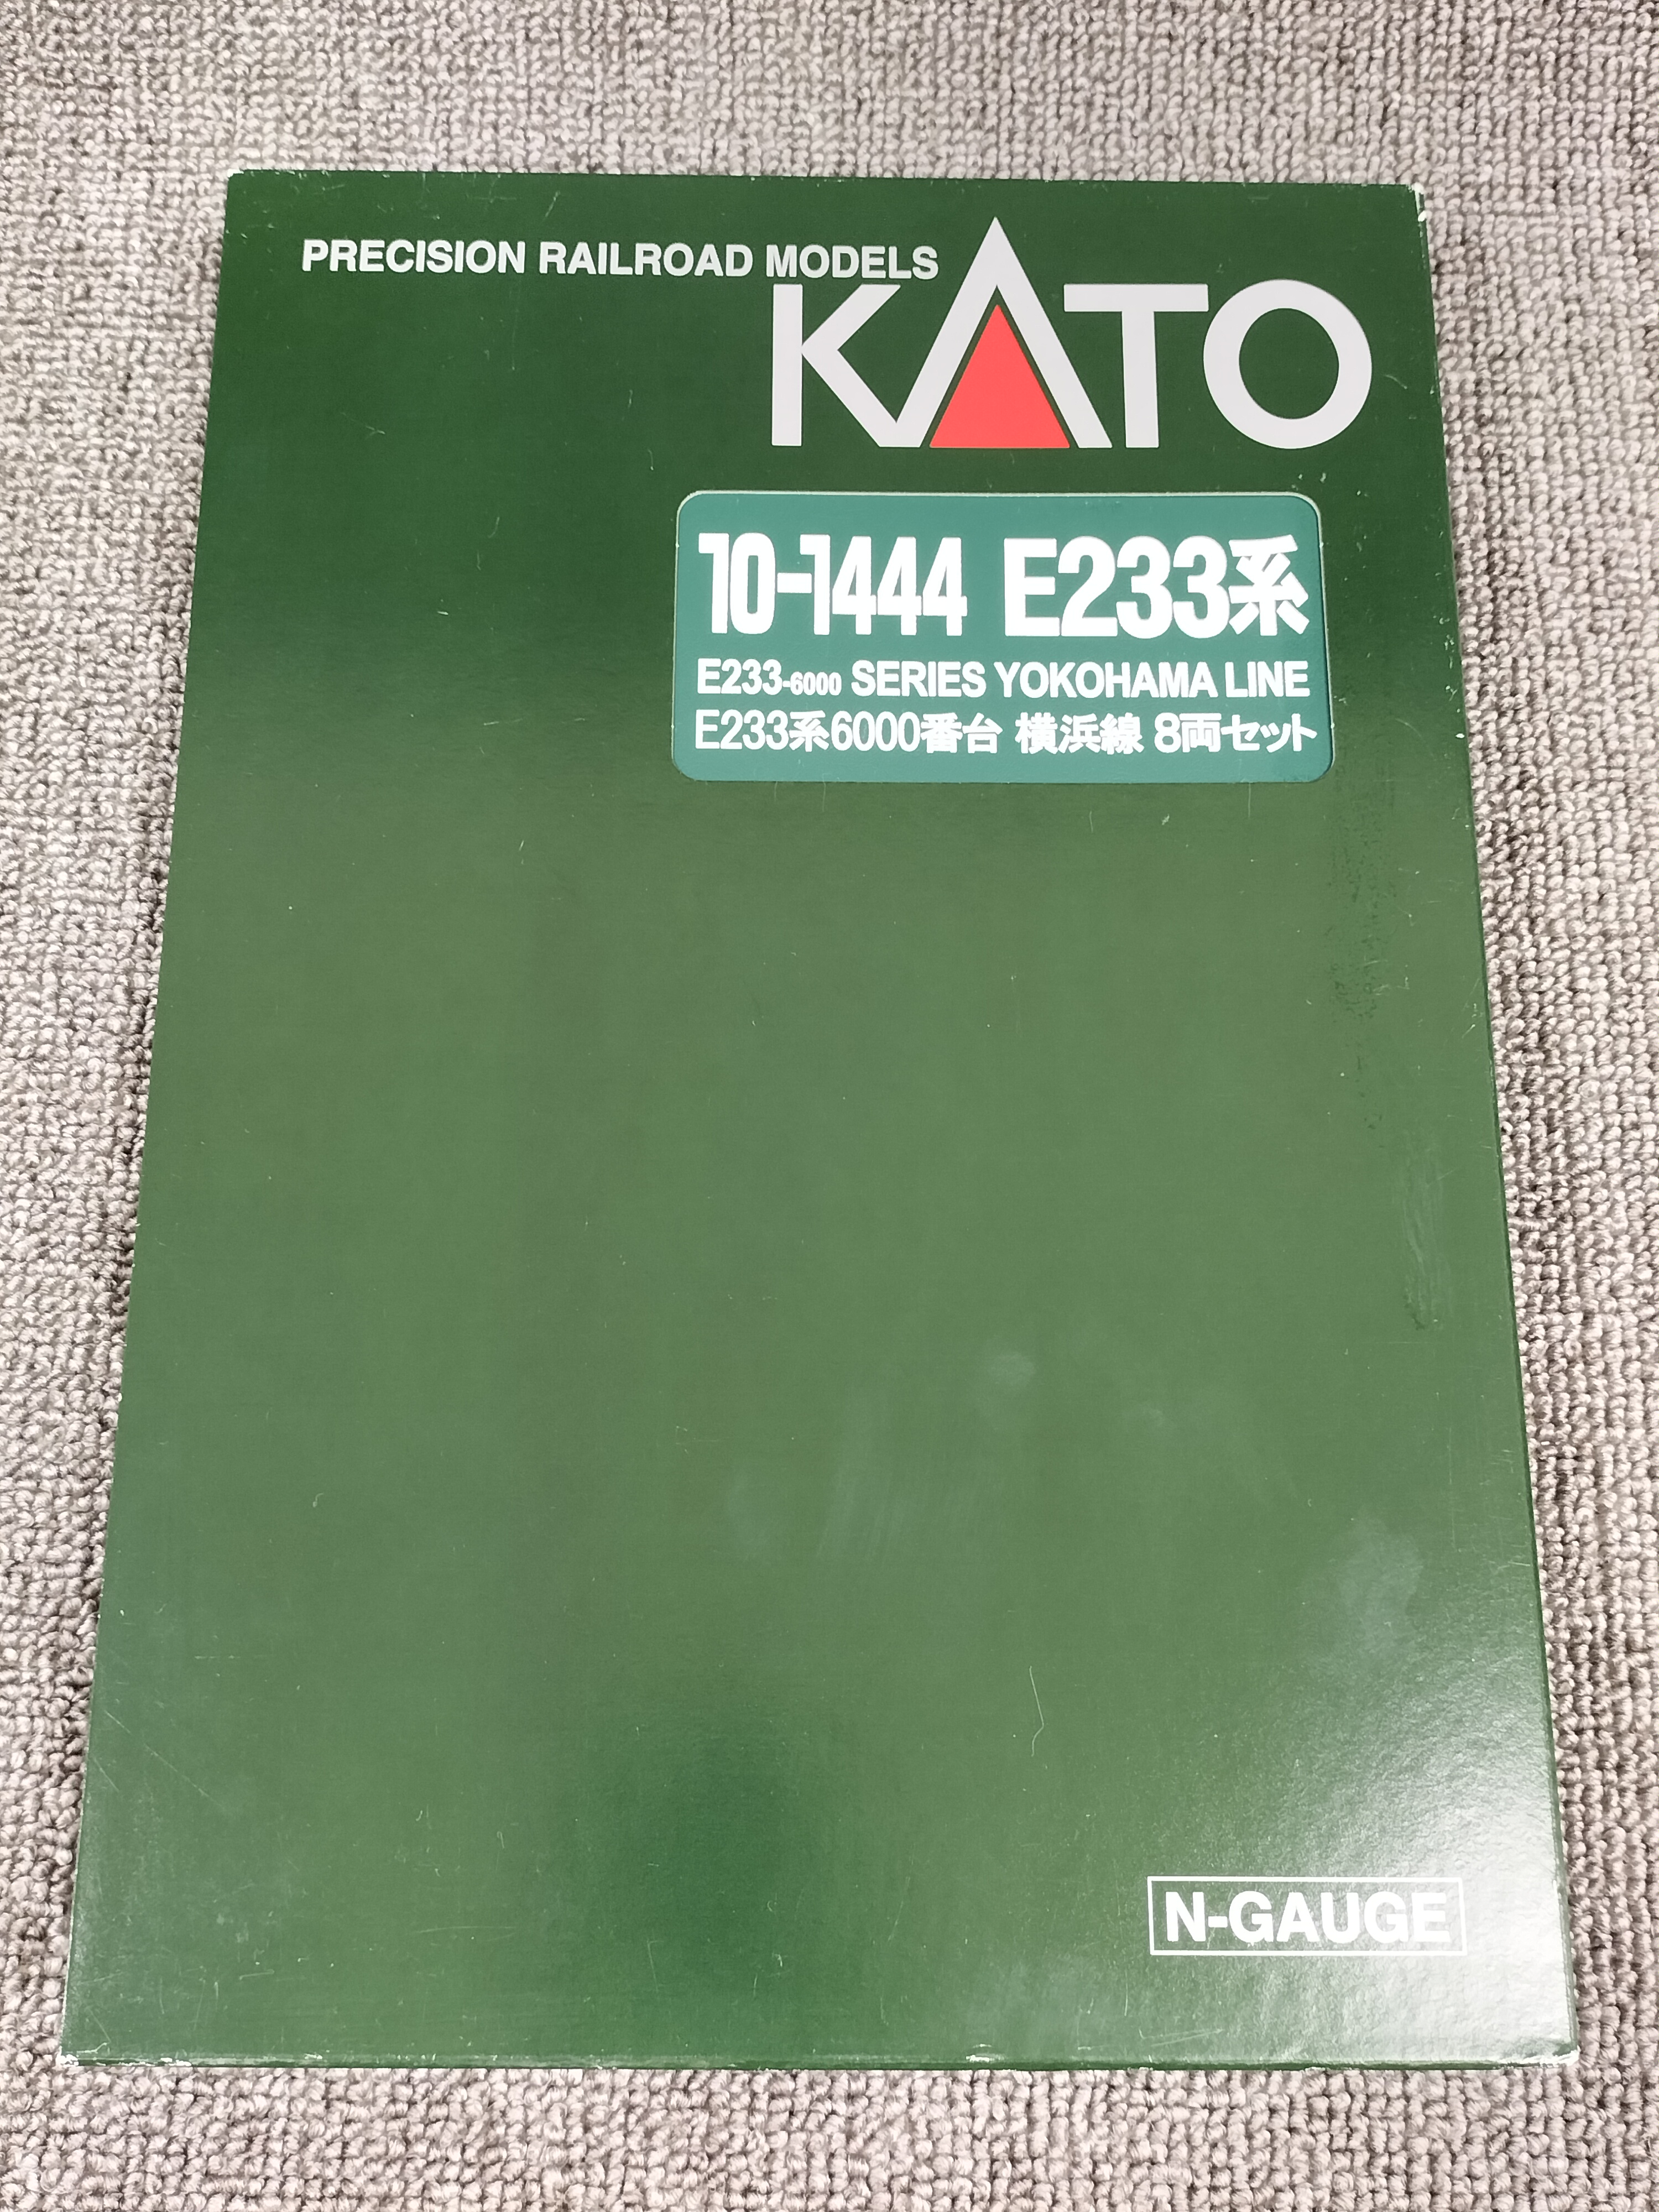 PRECISION RAILROAD MODELS
KATO
10-1444 E233系
E233-6000 SERIES YOKOHAMA LINE
E233系6000番台 横浜線 8両セット
N-GAUGE